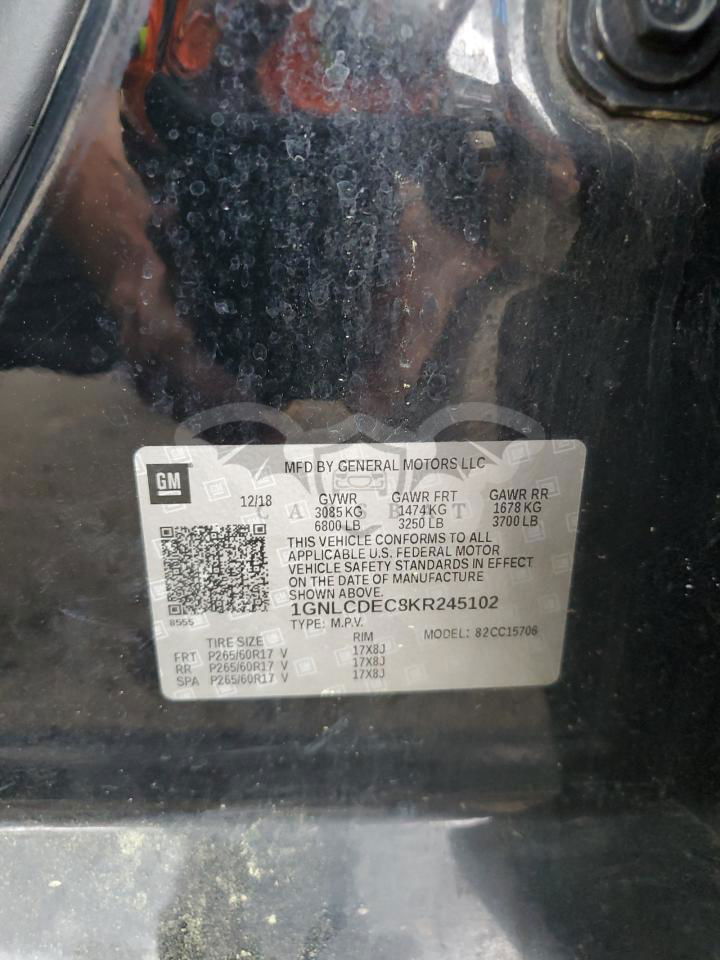 GM
MFD BY GENERAL MOTORS LLC
12/18 GVWR GAWR FRT GAWR RR
3085 KG 1474 KG 1678 KG
6800 LB 3250 LB 3700 LB
THIS VEHICLE CONFORMS TO ALL
APPLICABLE U.S. FEDERAL MOTOR
VEHICLE SAFETY STANDARDS IN EFFECT
ON THE DATE OF MANUFACTURE
SHOWN ABOVE.
1GNLCDEC8KR245102
8555
TYPE: M.P.V. MODEL: 82CC15706
TIRE SIZE RIM
FRT P265/60R17 V 17X8J
RR P265/60R17 V 17X8J
SPA P265/60R17 V 17X8J